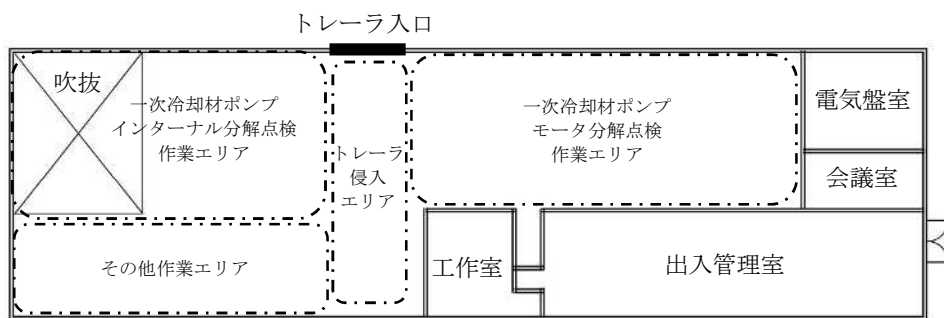 トレーラ入口
吹抜
一次冷却材ポンプ
インターナル分解点検
作業エリア
トレーラ
侵入
エリア
一次冷却材ポンプ
モータ分解点検
作業エリア
電気盤室
会議室
その他作業エリア
工作室
出入管理室